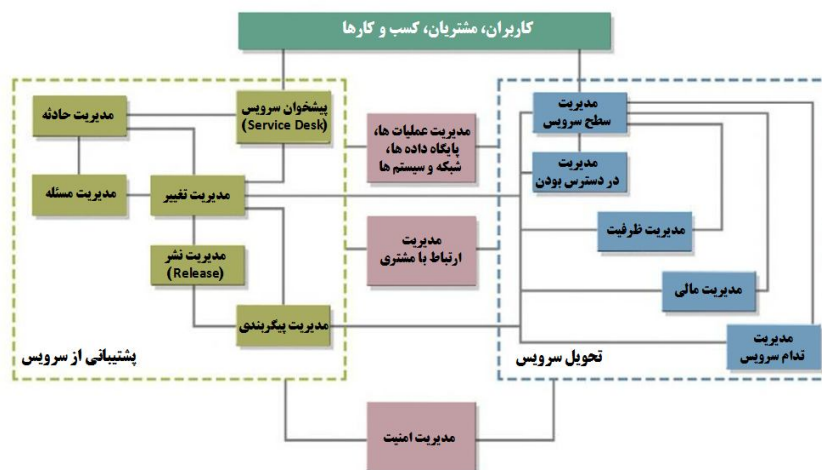 کاربران، مشتریان، کسب و کارها
پیشخوان سرویس
(Service Desk)
مدیریت حادثه
مدیریت مسئله
مدیریت تغییر
مدیریت نشر
(Release)
مدیریت پیگربندی
پشتیبانی از سرویس
مدیریت عملیات ها،
پایگاه داده ها،
شبکه و سیستم ها
مدیریت
ارتباط با مشتری
مدیریت امنیت
مدیریت
سطح سرویس
مدیریت
در دسترس بودن
مدیریت ظرفیت
مدیریت مالی
مدیریت
تدام سرویس
تحویل سرویس